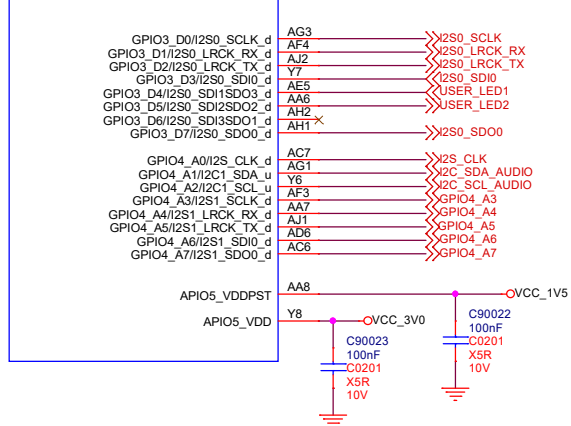 GPIO3_D0/I2S0_SCLK_d AG3 I2S0_SCLK
GPIO3_D1/I2S0_LRCK_RX_d AF4 I2S0_LRCK_RX
GPIO3_D2/I2S0_LRCK_TX_d AJ2 I2S0_LRCK_TX
GPIO3_D3/I2S0_SDI0_d Y7 I2S0_SDI0
GPIO3_D4/I2S0_SDI1SDO3_d AE5 USER_LED1
GPIO3_D5/I2S0_SDI2SDO2_d AA6 USER_LED2
GPIO3_D6/I2S0_SDI3SDO1_d AH2
GPIO3_D7/I2S0_SDO0_d AH1 I2S0_SDO0
GPIO4_A0/I2S_CLK_d AC7 I2S_CLK
GPIO4_A1/I2C1_SDA_u AG1 I2C_SDA_AUDIO
GPIO4_A2/I2C1_SCL_u Y6 I2C_SCL_AUDIO
GPIO4_A3/I2S1_SCLK_d AF3 GPIO4_A3
GPIO4_A4/I2S1_LRCK_RX_d AA7 GPIO4_A4
GPIO4_A5/I2S1_LRCK_TX_d AJ1 GPIO4_A5
GPIO4_A6/I2S1_SDI0_d AD6 GPIO4_A6
GPIO4_A7/I2S1_SDO0_d AC6 GPIO4_A7
APIO5_VDDPST AA8 VCC_1V5
APIO5_VDD Y8 VCC_3V0
C90022
100nF
C0201
X5R
10V
C90023
100nF
C0201
X5R
10V